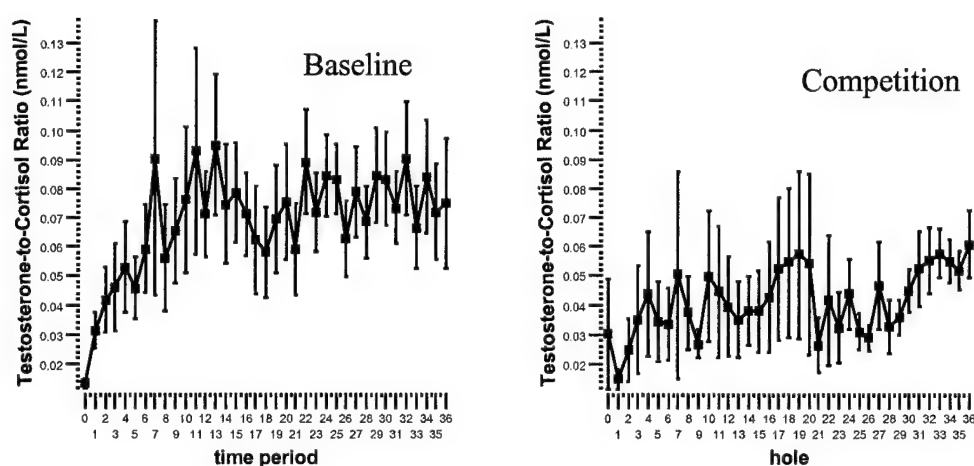 Baseline
Testosterone-to-Cortisol Ratio (nmol/L)
0.13
0.12
0.11
0.10
0.09
0.08
0.07
0.06
0.05
0.04
0.03
0.02
0 2 4 6 8 10 12 14 16 18 20 22 24 26 28 30 32 34 36
1 3 5 7 9 11 13 15 17 19 21 23 25 27 29 31 33 35
time period
Competition
Testosterone-to-Cortisol Ratio (nmol/L)
0.13
0.12
0.11
0.10
0.09
0.08
0.07
0.06
0.05
0.04
0.03
0.02
0 2 4 6 8 10 12 14 16 18 20 22 24 26 28 30 32 34 36
1 3 5 7 9 11 13 15 17 19 21 23 25 27 29 31 33 35
hole